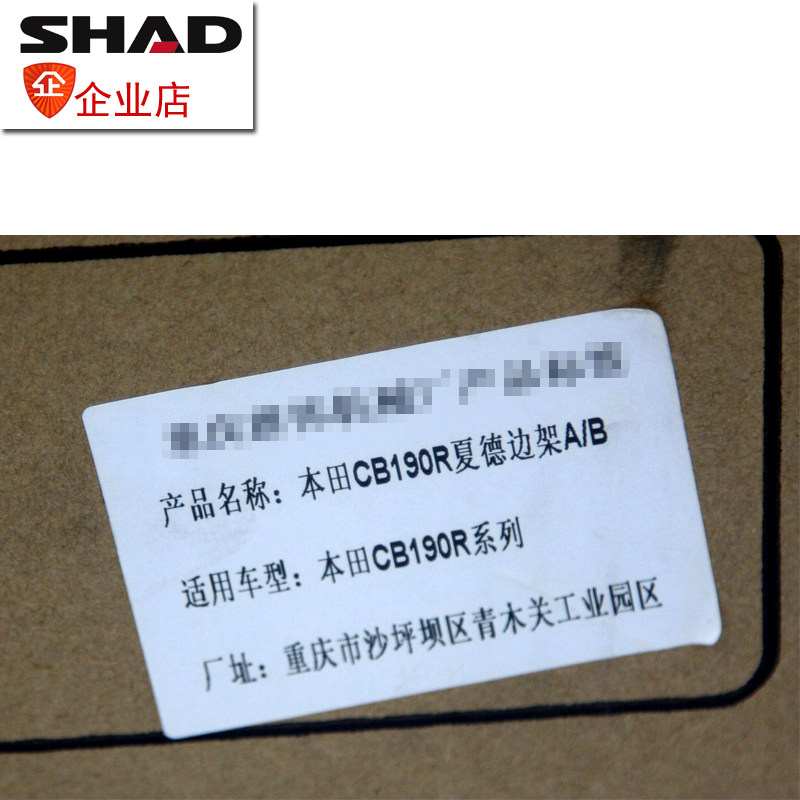 SHAD
企
企业店
产品名称：本田CB190R夏德边架A/B
适用车型：本田CB190R系列
厂址：重庆市沙坪坝区青木关工业园区